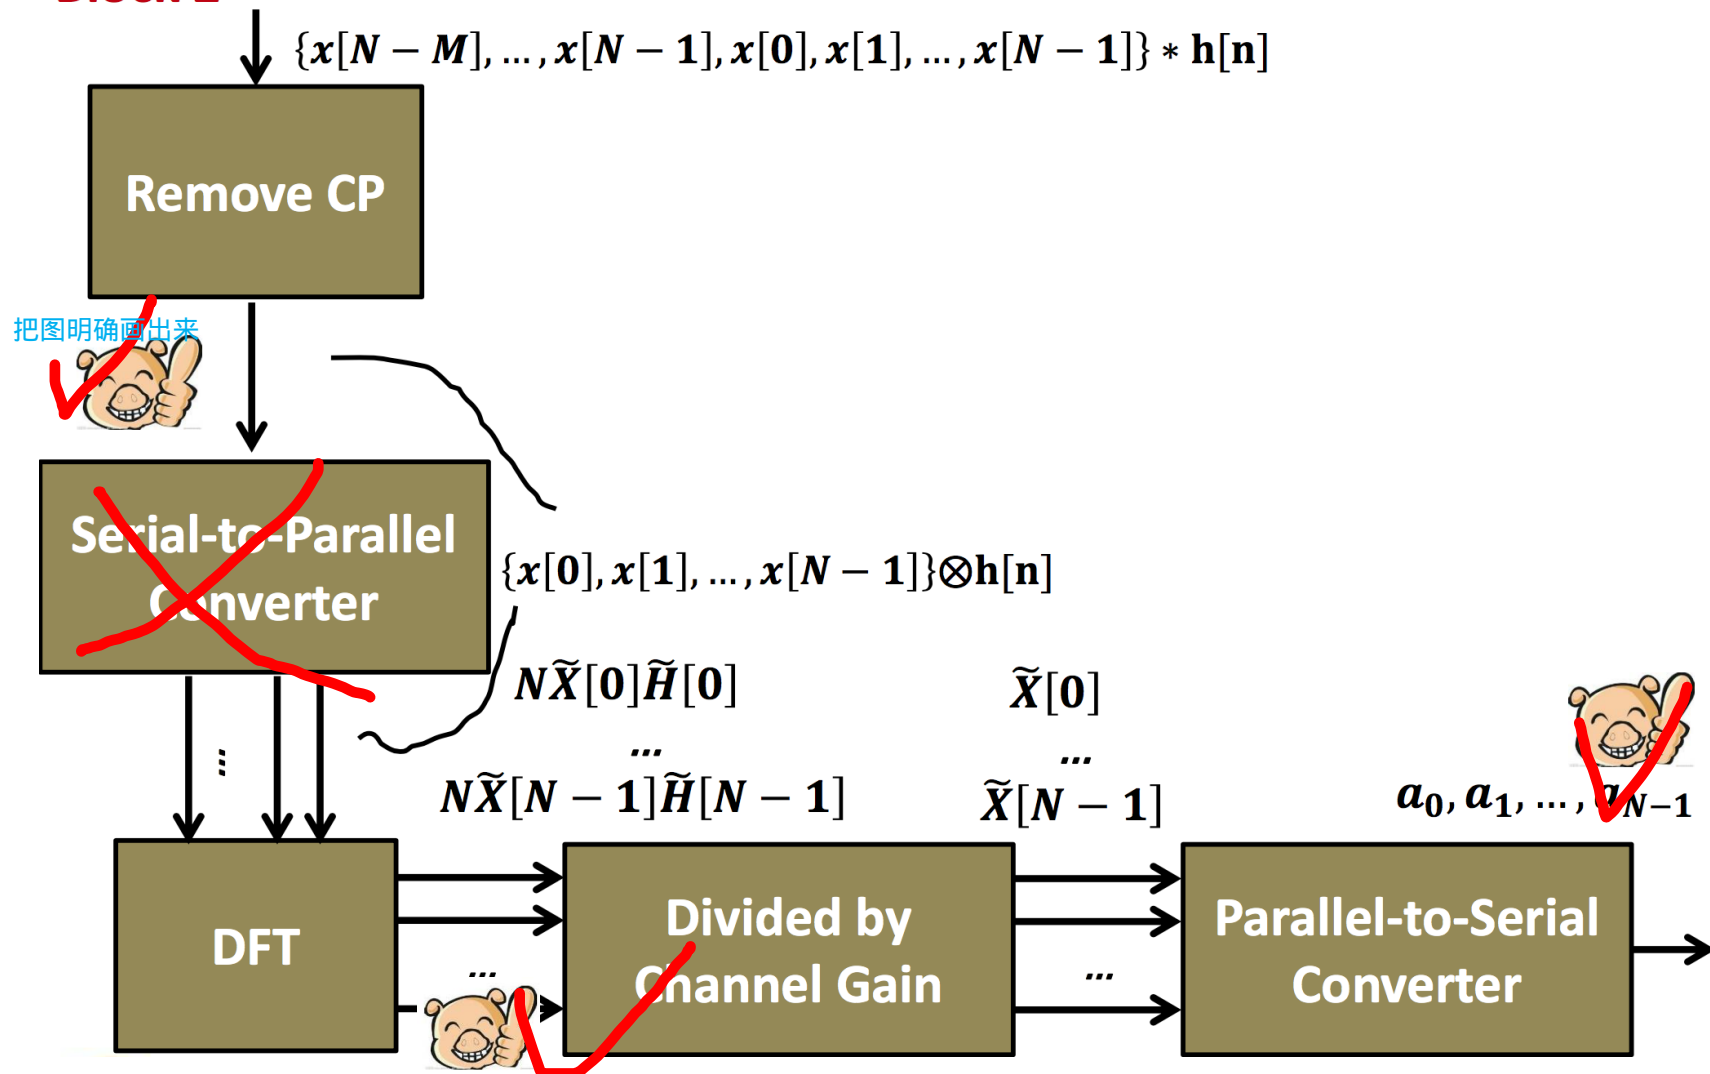 {x[N − M], … , x[N − 1], x[0], x[1], … , x[N − 1]} ∗ h[n]
Remove CP
把图明确画出来
Serial-to-Parallel
Converter
{x[0], x[1], … , x[N − 1]}⊗h[n]
NX̃[0]H̃[0]
...
NX̃[N − 1]H̃[N − 1]
X̃[0]
...
X̃[N − 1]
a₀, a₁, … , a_{N−1}
...
DFT
...
Divided by
Channel Gain
...
Parallel-to-Serial
Converter